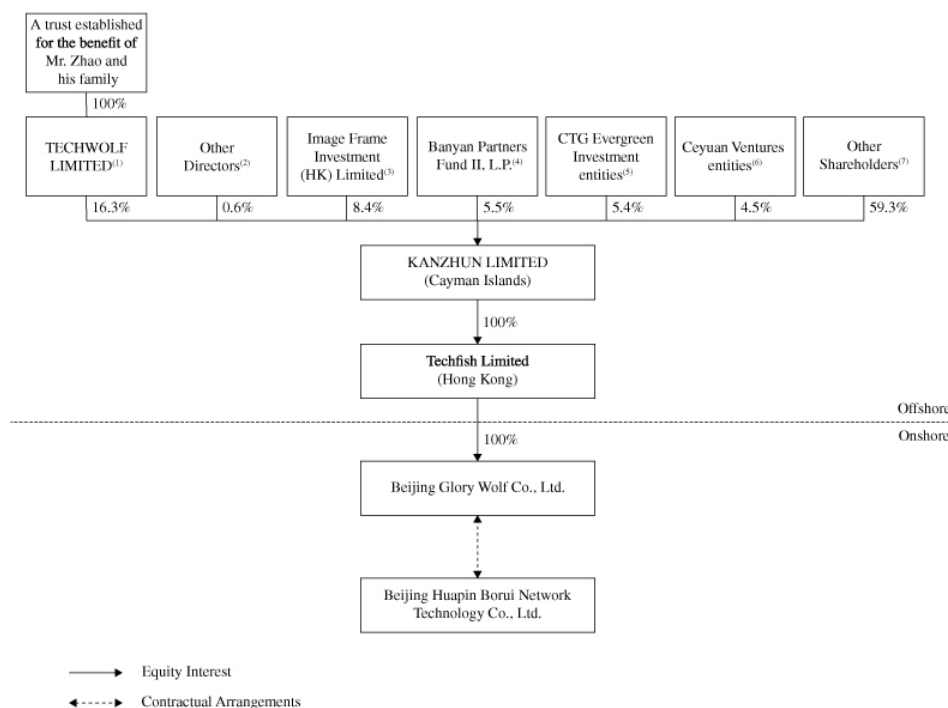 A trust established
for the benefit of
Mr. Zhao and
his family
100%
TECHWOLF
LIMITED(1)
Other
Directors(2)
Image Frame
Investment
(HK) Limited(3)
Banyan Partners
Fund II, L.P.(4)
CTG Evergreen
Investment
entities(5)
Ceyuan Ventures
entities(6)
Other
Shareholders(7)
16.3%
0.6%
8.4%
5.5%
5.4%
4.5%
59.3%
KANZHUN LIMITED
(Cayman Islands)
100%
Techfish Limited
(Hong Kong)
Offshore
Onshore
100%
Beijing Glory Wolf Co., Ltd.
Beijing Huapin Borui Network
Technology Co., Ltd.
Equity Interest
Contractual Arrangements